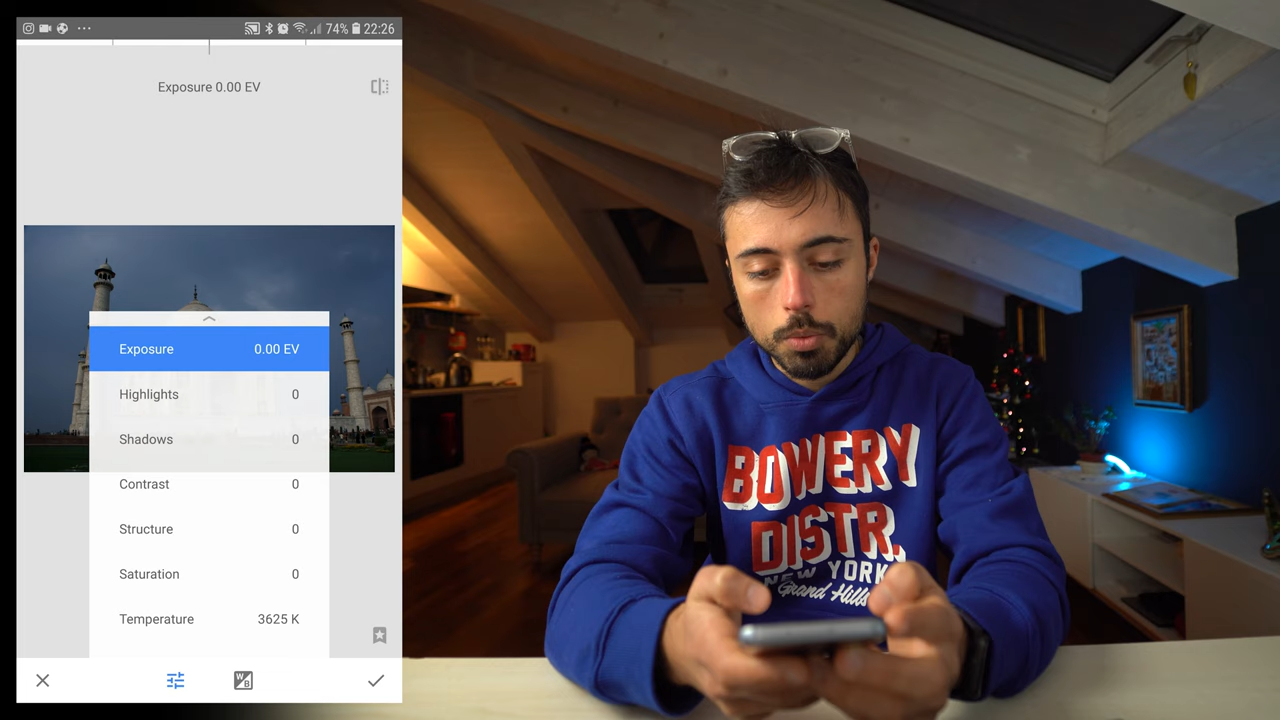 74% 22:26
Exposure 0.00 EV
Exposure 0.00 EV
Highlights 0
Shadows 0
Contrast 0
Structure 0
Saturation 0
Temperature 3625 K
WB
BOWERY
DISTR.
NEW YORK
Grand Hills